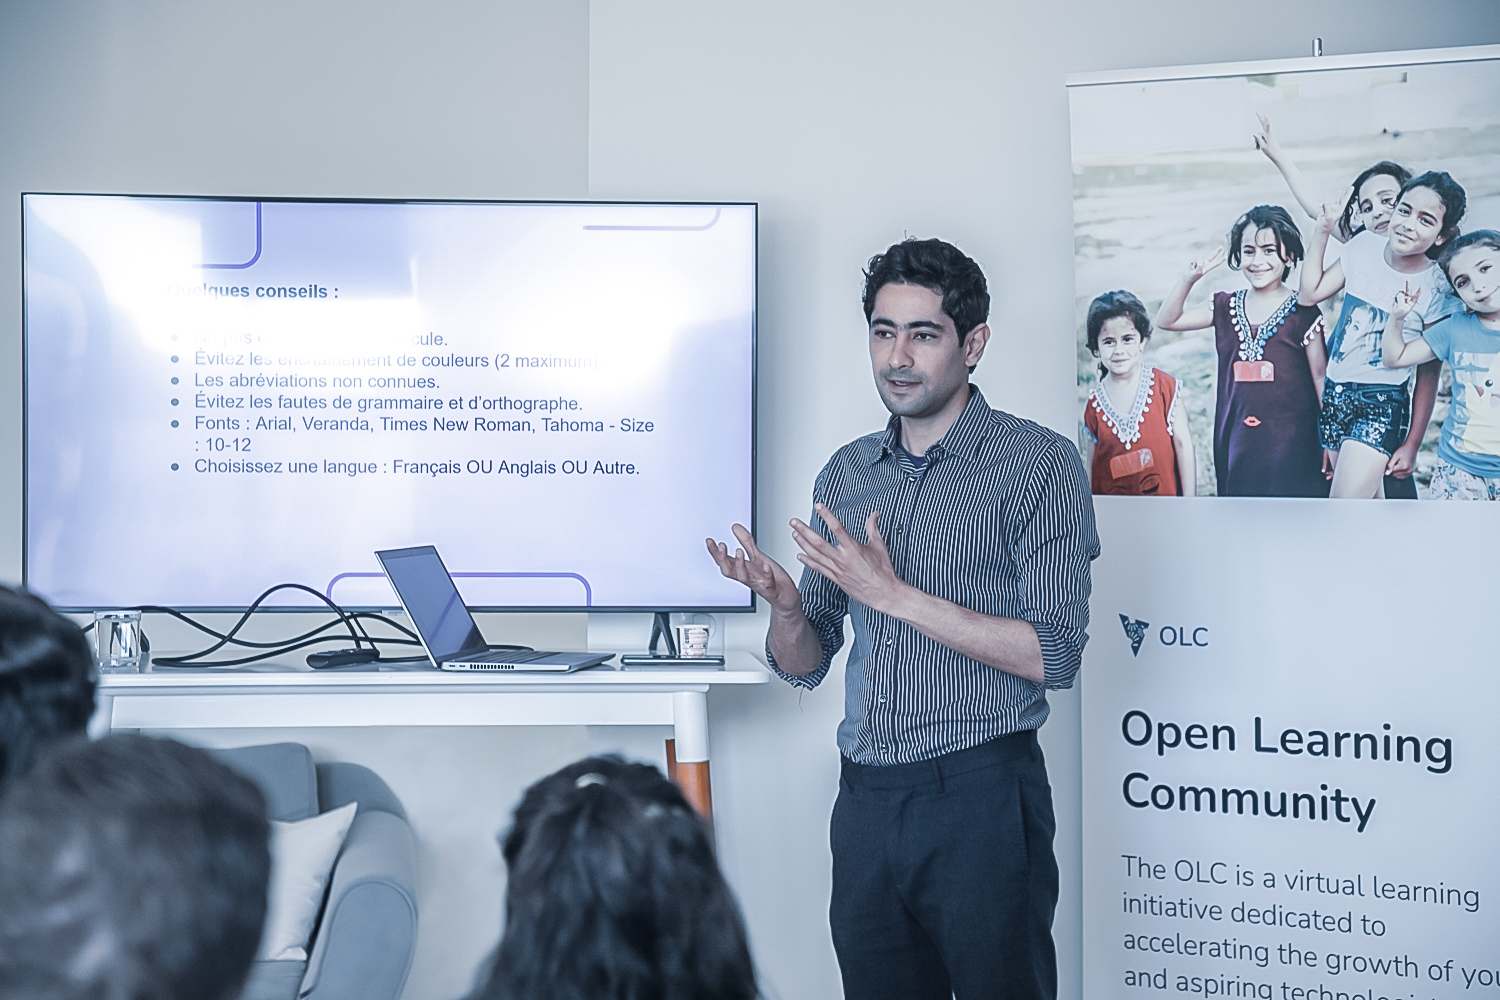 Quelques conseils :
cule.
Évitez les enchaînement de couleurs (2 maximum).
Les abréviations non connues.
Évitez les fautes de grammaire et d'orthographe.
Fonts : Arial, Veranda, Times New Roman, Tahoma - Size
: 10-12
Choisissez une langue : Français OU Anglais OU Autre.
OLC
Open Learning
Community
The OLC is a virtual learning
initiative dedicated to
accelerating the growth of
and aspiring